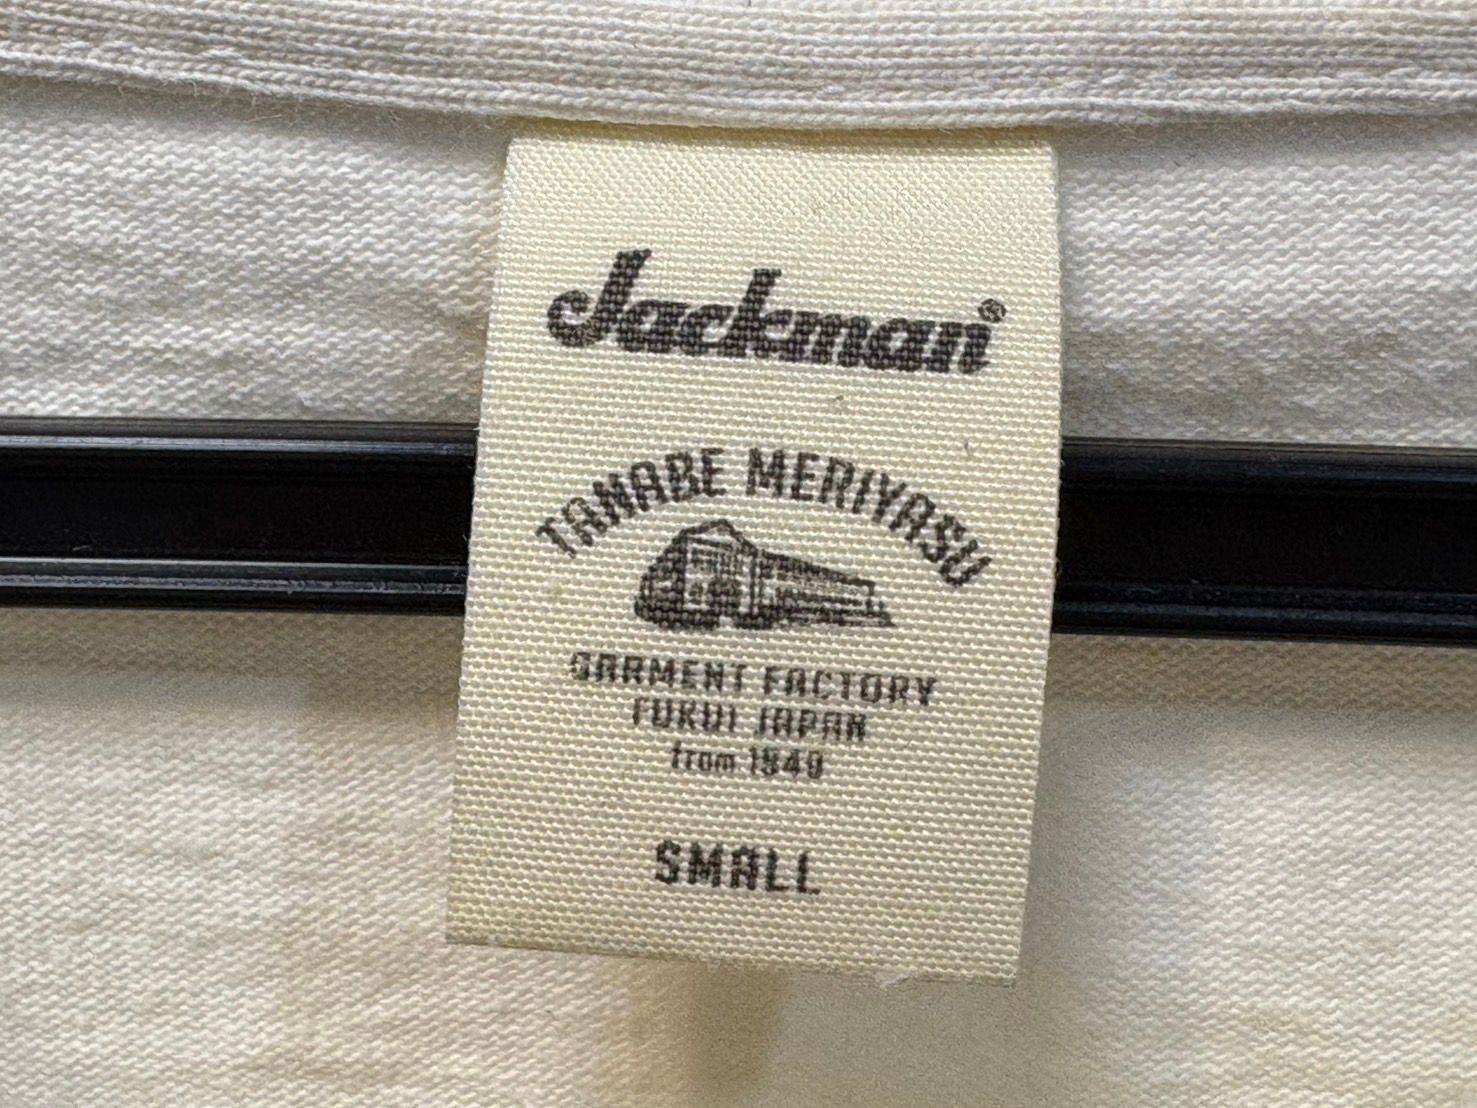 Jackman®
TANABE MERIYASU
GARMENT FACTORY
FUKUI JAPAN
from 1949
SMALL